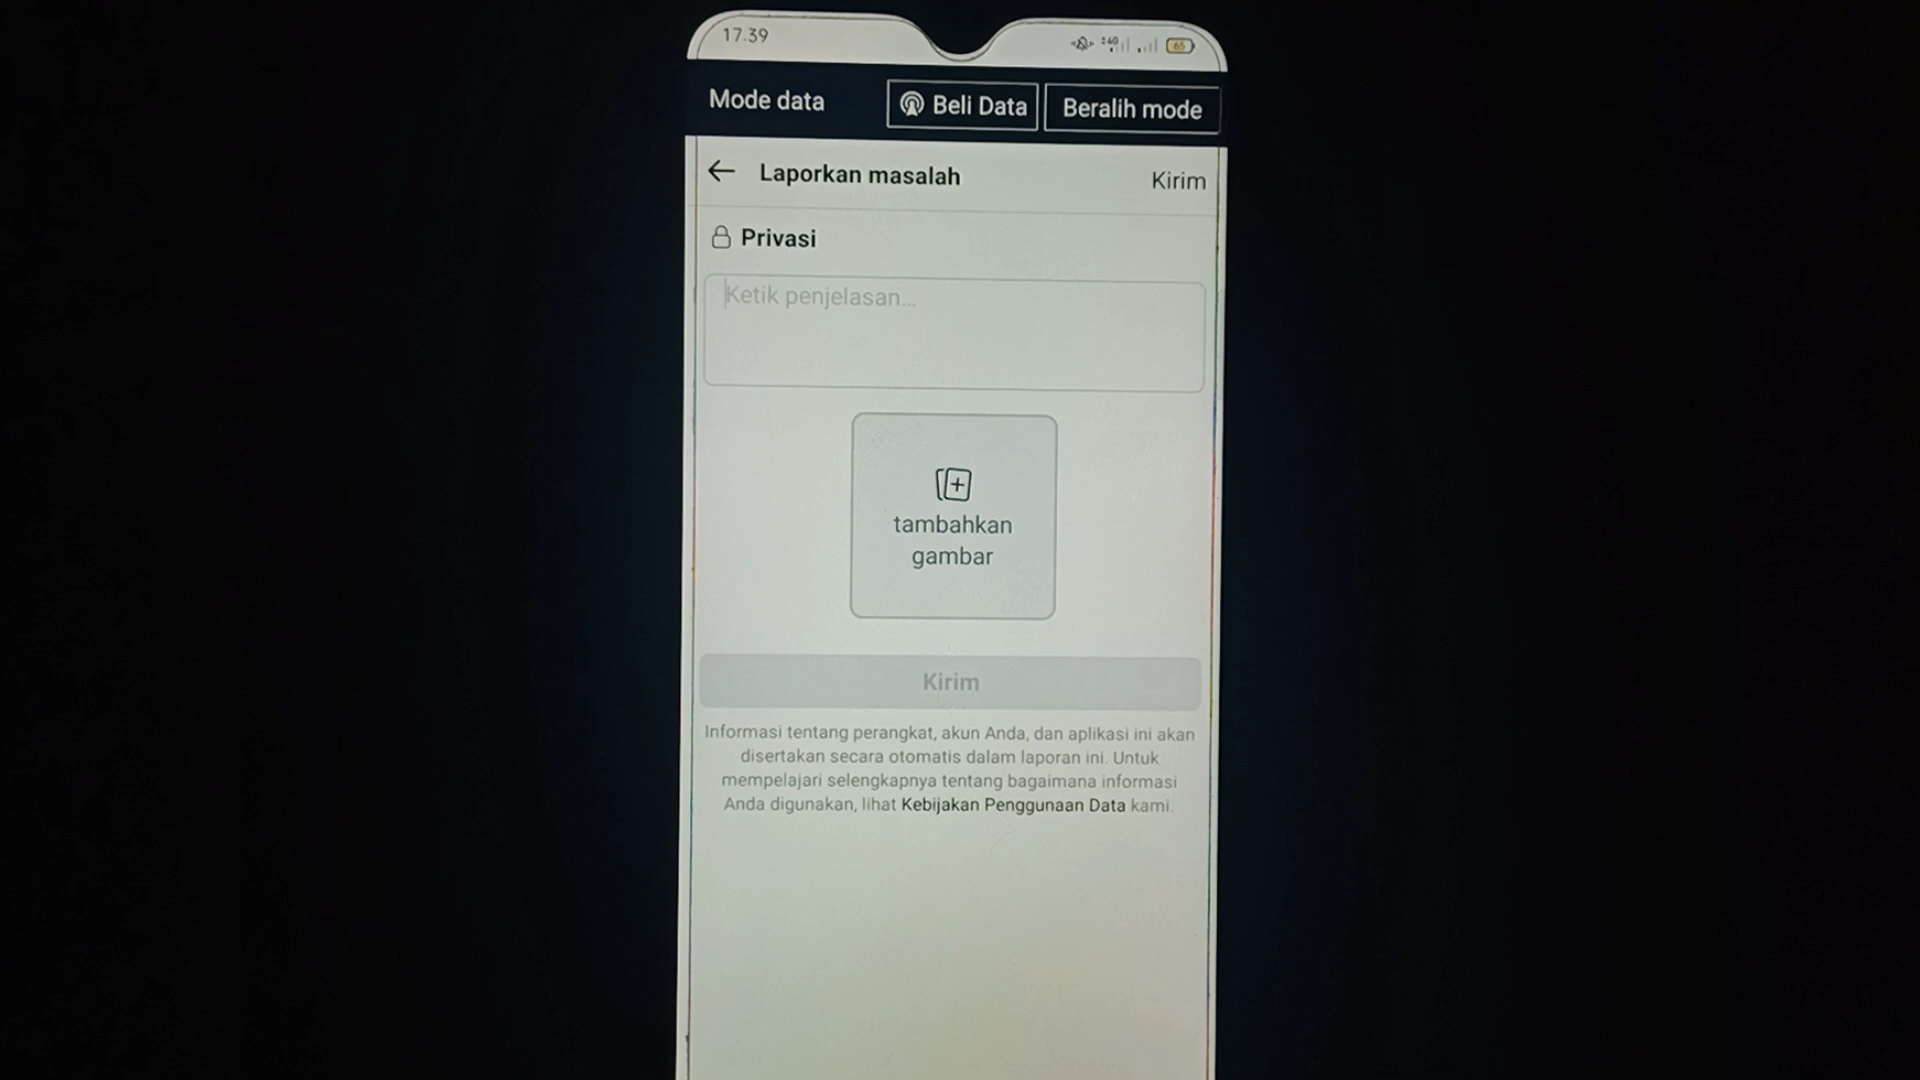 17.39
65
Mode data
Beli Data
Beralih mode
Laporkan masalah
Kirim
Privasi
Ketik penjelasan...
tambahkan
gambar
Kirim
Informasi tentang perangkat, akun Anda, dan aplikasi ini akan
disertakan secara otomatis dalam laporan ini. Untuk
mempelajari selengkapnya tentang bagaimana informasi
Anda digunakan, lihat Kebijakan Penggunaan Data kami.